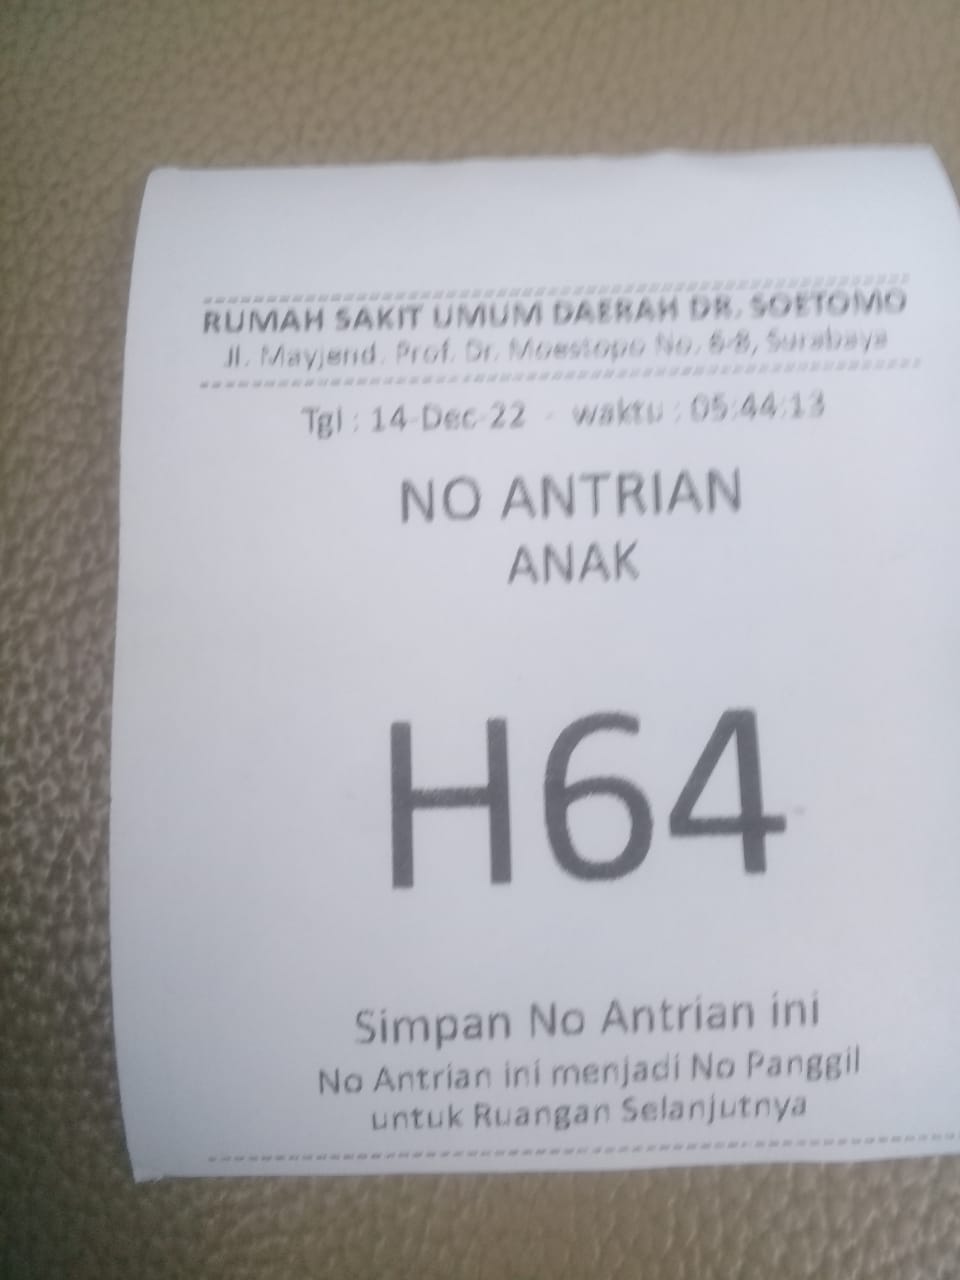 RUMAH SAKIT UMUM DAERAH DR. SOETOMO
Jl. Mayjend. Prof. Dr. Moestopo No. 6-8, Surabaya
Tgl : 14-Dec-22 - waktu : 05:44:13
NO ANTRIAN
ANAK
H64
Simpan No Antrian ini
No Antrian ini menjadi No Panggil
untuk Ruangan Selanjutnya